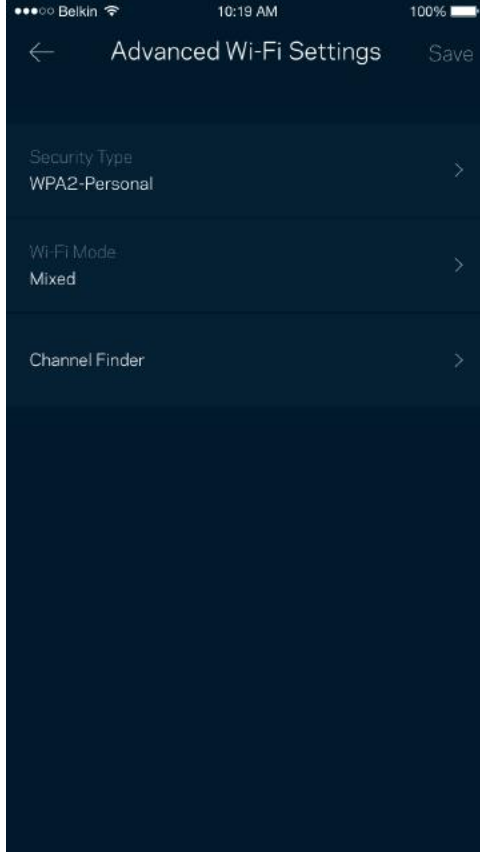 Belkin 10:19 AM 100%
Advanced Wi-Fi Settings Save
Security Type
WPA2-Personal
Wi-Fi Mode
Mixed
Channel Finder